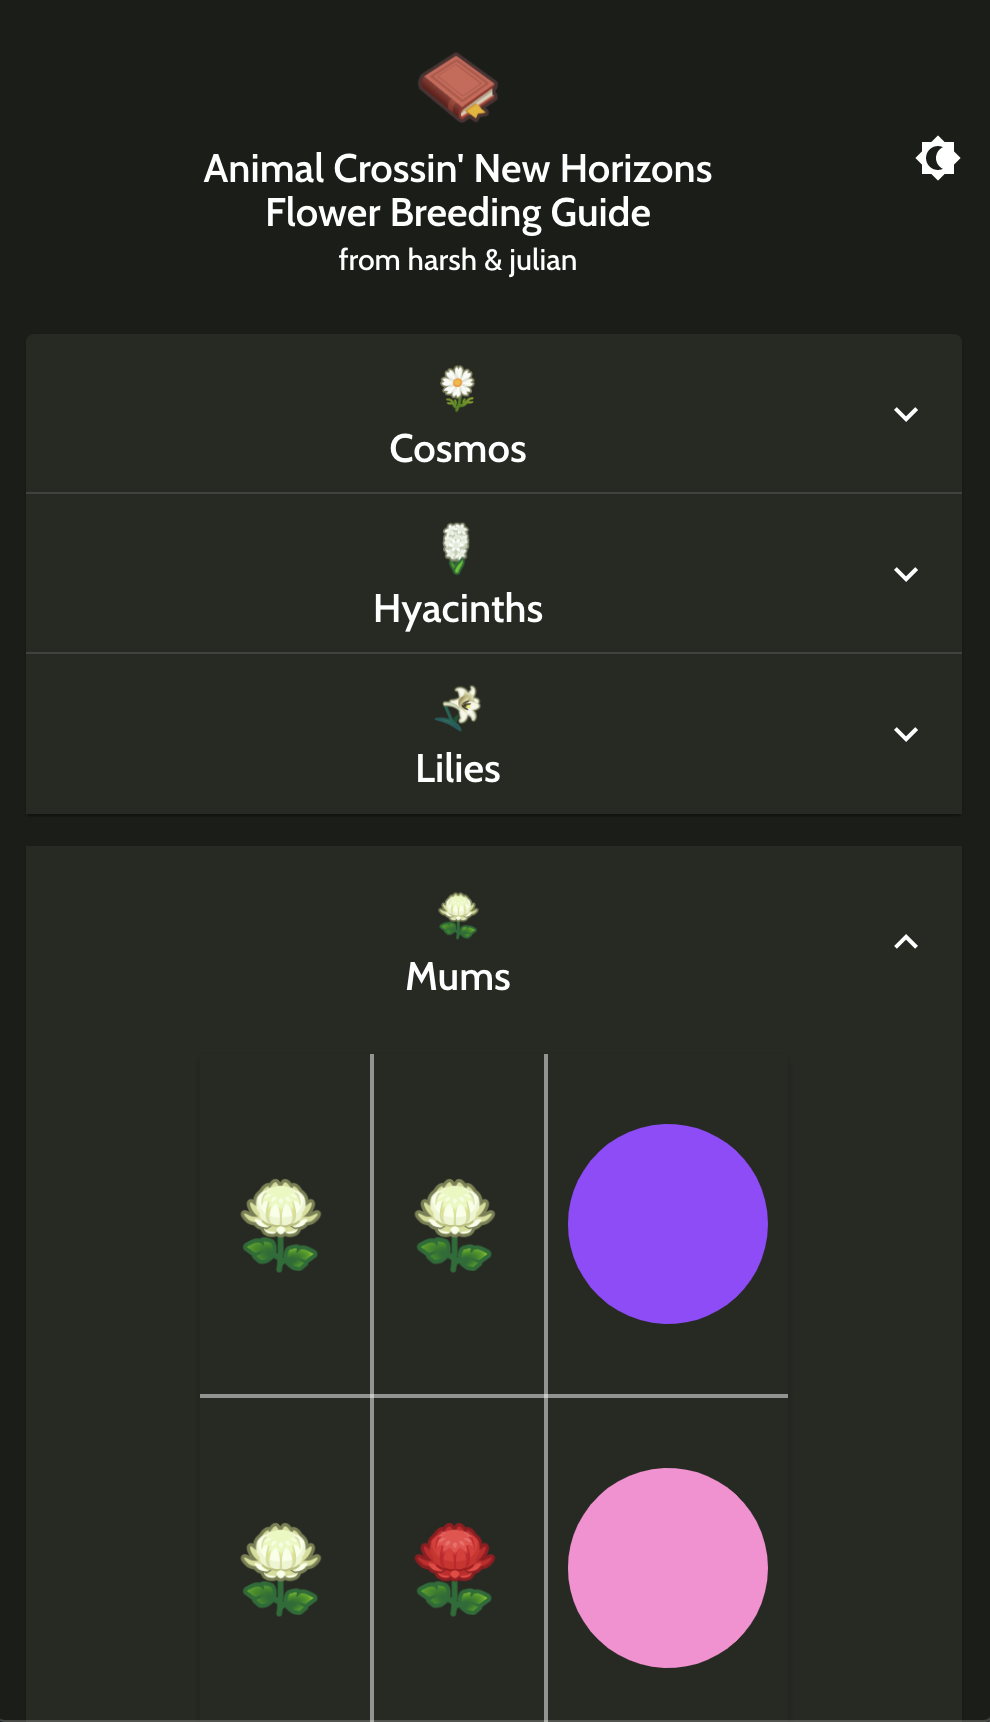 Animal Crossin' New Horizons
Flower Breeding Guide
from harsh & julian
Cosmos
Hyacinths
Lilies
Mums